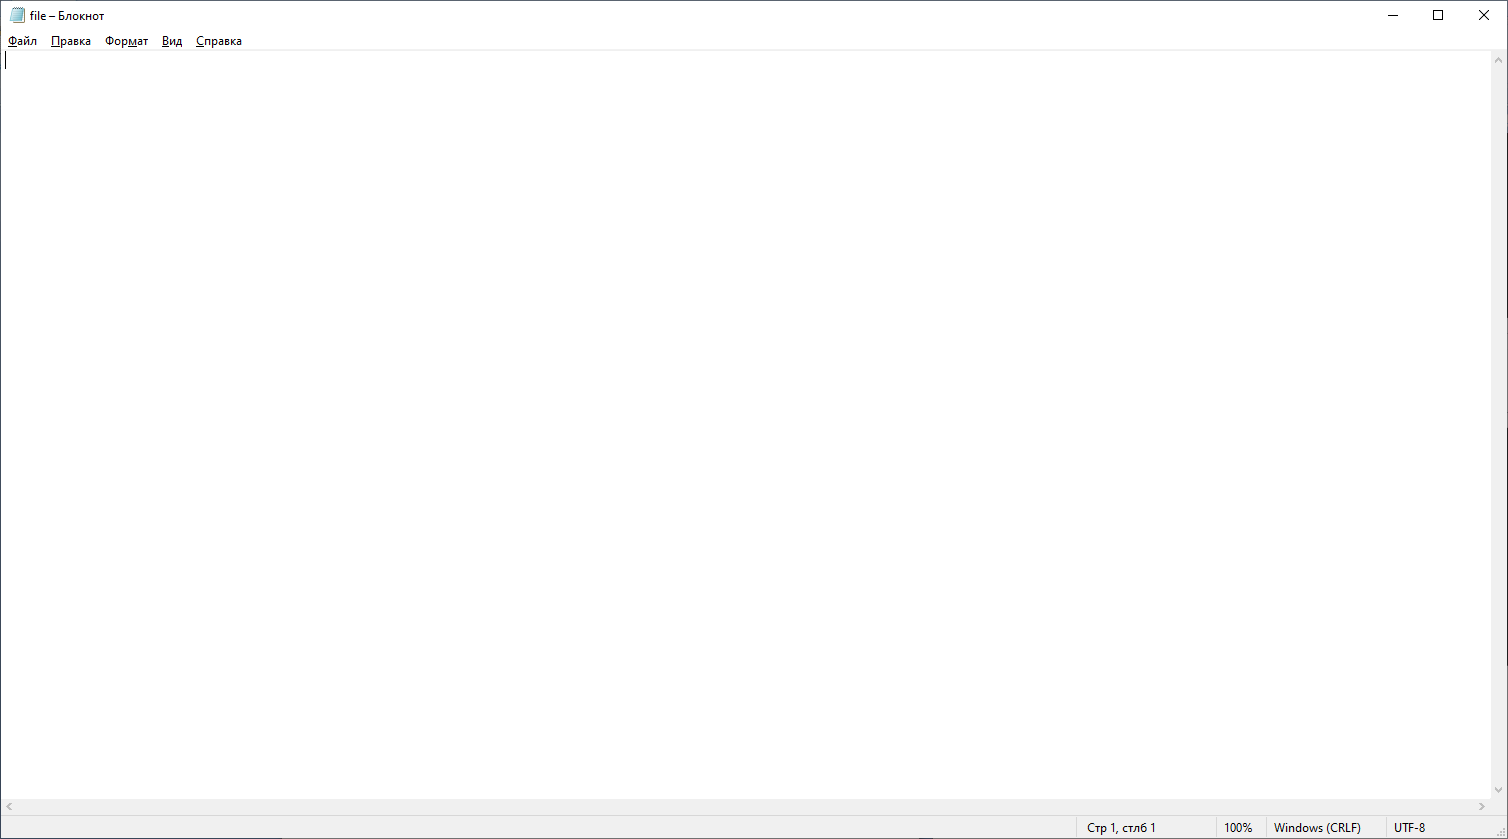 file – Блокнот
Файл Правка Формат Вид Справка
Стр 1, стлб 1 100% Windows (CRLF) UTF-8